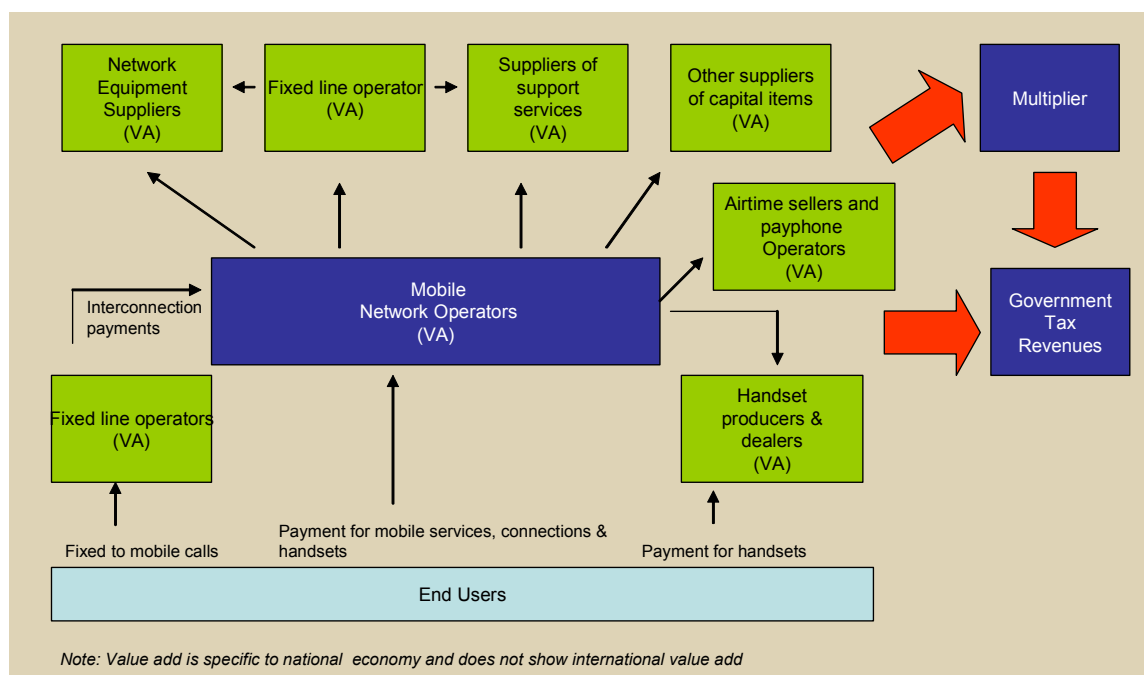 Network
Equipment
Suppliers
(VA)
Fixed line operator
(VA)
Suppliers of
support
services
(VA)
Other suppliers
of capital items
(VA)
Multiplier
Airtime sellers and
payphone
Operators
(VA)
Mobile
Network Operators
(VA)
Interconnection
payments
Government
Tax
Revenues
Fixed line operators
(VA)
Handset
producers &
dealers
(VA)
Fixed to mobile calls
Payment for mobile services, connections &
handsets
Payment for handsets
End Users
Note: Value add is specific to national economy and does not show international value add